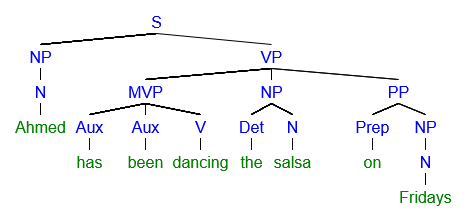 S
NP VP
N MVP NP PP
Ahmed Aux Aux V Det N Prep NP
has been dancing the salsa on N
Fridays